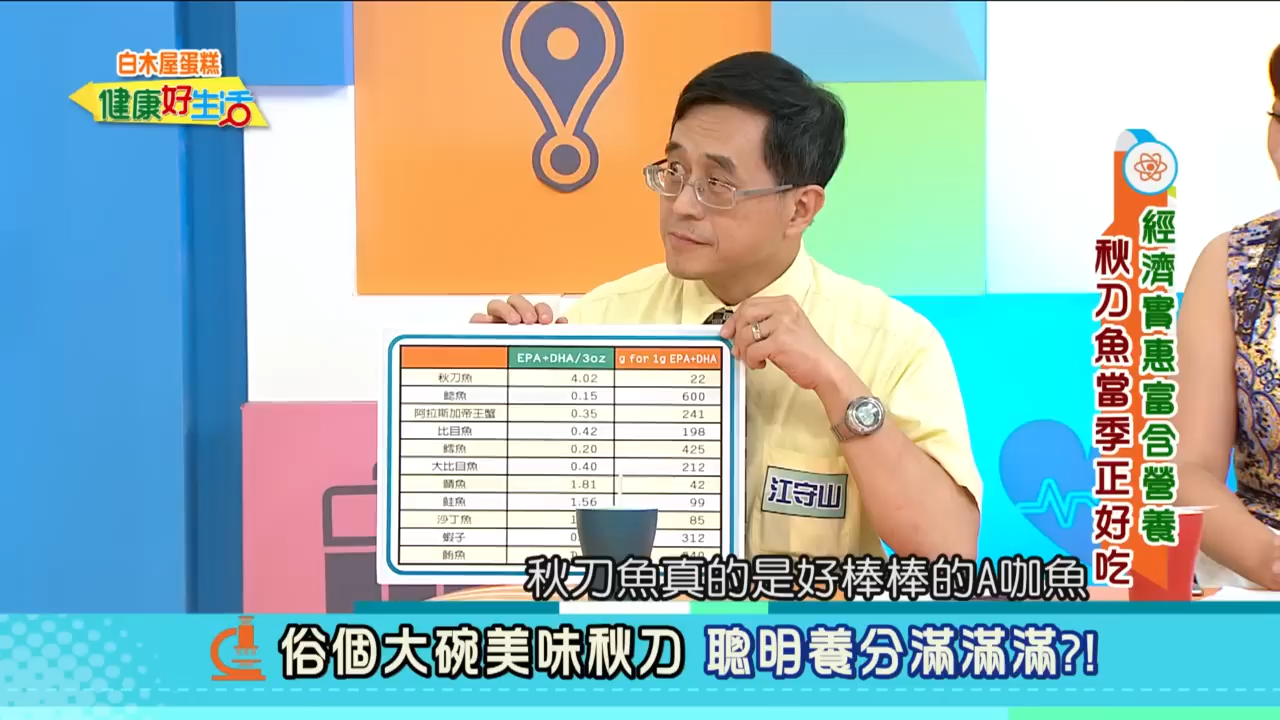 白木屋蛋糕
健康好生活
經濟實惠富含營養
秋刀魚當季正好吃
EPA+DHA/3oz g for 1g EPA+DHA
秋刀魚 4.02 22
鯰魚 0.15 600
阿拉斯加帝王蟹 0.35 241
比目魚 0.42 198
鱈魚 0.20 425
大比目魚 0.40 212
鯖魚 1.81 42
鮭魚 1.56 99
沙丁魚 85
蝦子 312
鮪魚
江守山
秋刀魚真的是好棒棒的A咖魚
俗個大碗美味秋刀 聰明養分滿滿滿?!